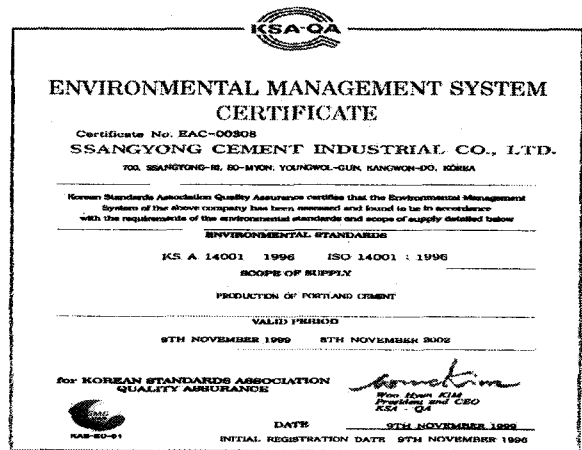 KSA-QA
ENVIRONMENTAL MANAGEMENT SYSTEM
CERTIFICATE
Certificate No. EAC-00308
SSANGYONG CEMENT INDUSTRIAL CO., LTD.
700, SSANGYONG-RI, SO-MYON, YOUNGWOL-GUN, KANGWON-DO, KOREA
Korean Standards Association Quality Assurance certifies that the Environmental Management
System of the above company has been assessed and found to be in accordance
with the requirements of the environmental standards and scope of supply detailed below
ENVIRONMENTAL STANDARDS
KS A 14001 1996 ISO 14001 : 1996
SCOPE OF SUPPLY
PRODUCTION OF PORTLAND CEMENT
VALID PERIOD
9TH NOVEMBER 1999 8TH NOVEMBER 2002
for KOREAN STANDARDS ASSOCIATION
QUALITY ASSURANCE
Won Hyun KIM
President and CEO
KSA - QA
KAB-EU-01
DATE 9TH NOVEMBER 1999
INITIAL REGISTRATION DATE 9TH NOVEMBER 1996